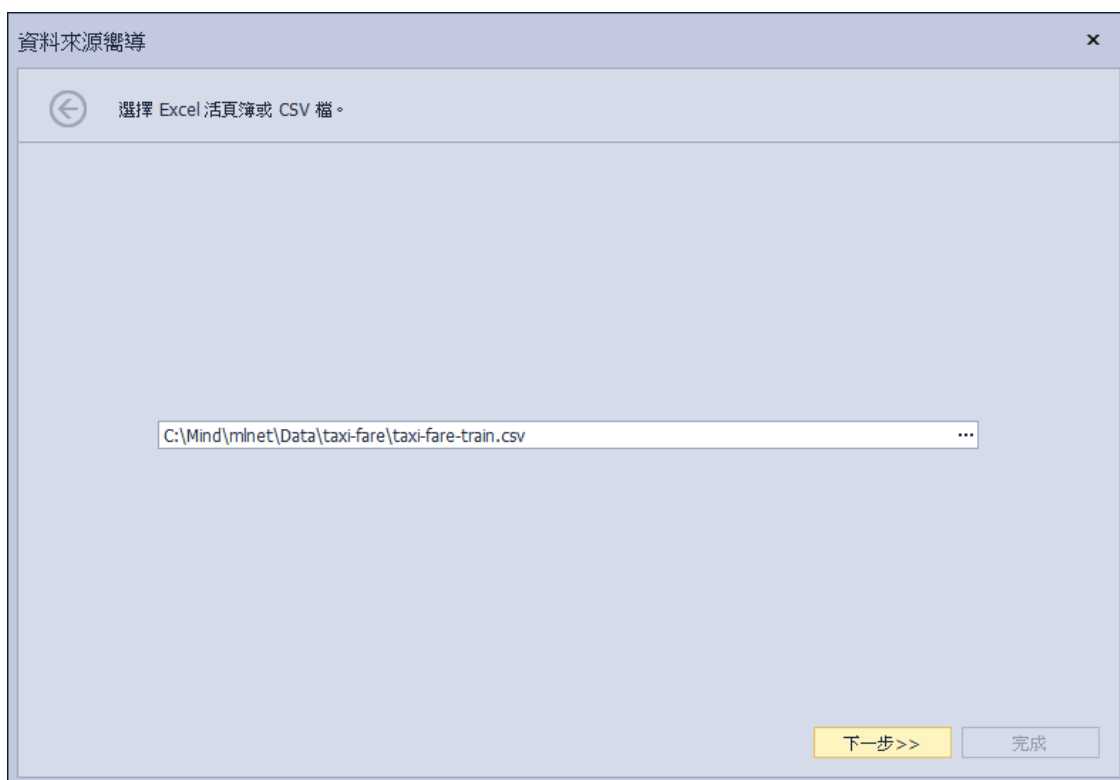 資料來源嚮導
選擇 Excel 活頁簿或 CSV 檔。
C:\Mind\mlnet\Data\taxi-fare\taxi-fare-train.csv
下一步>> 完成